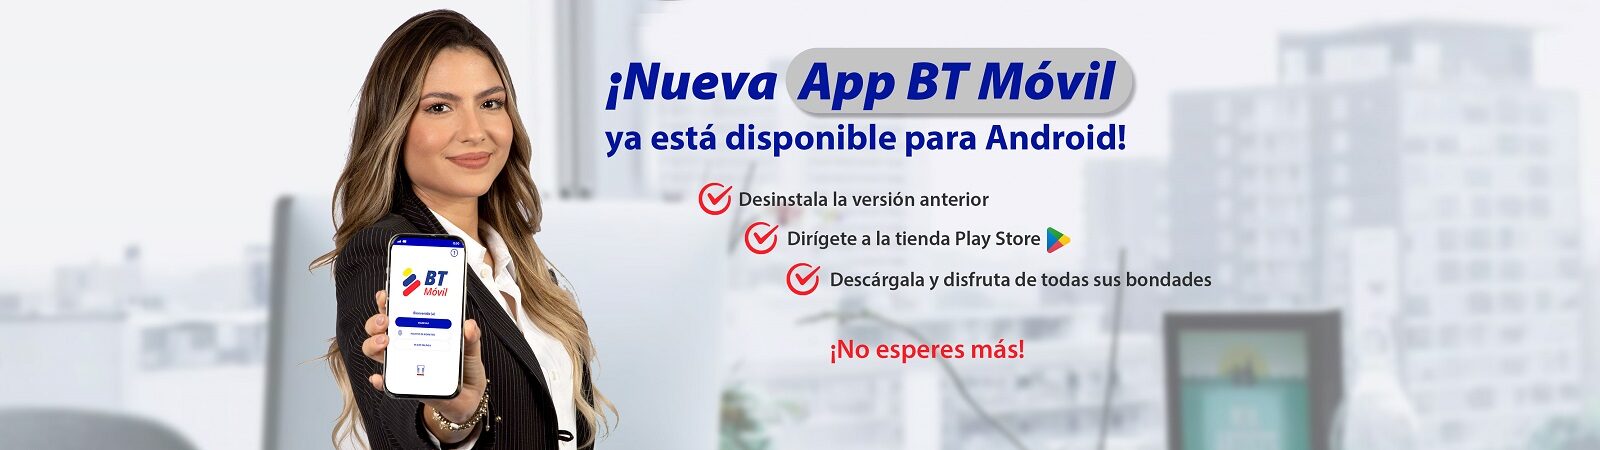 ¡Nueva App BT Móvil
ya está disponible para Android!
Desinstala la versión anterior
Dirígete a la tienda Play Store
Descárgala y disfruta de todas sus bondades
¡No esperes más!
BT
Móvil